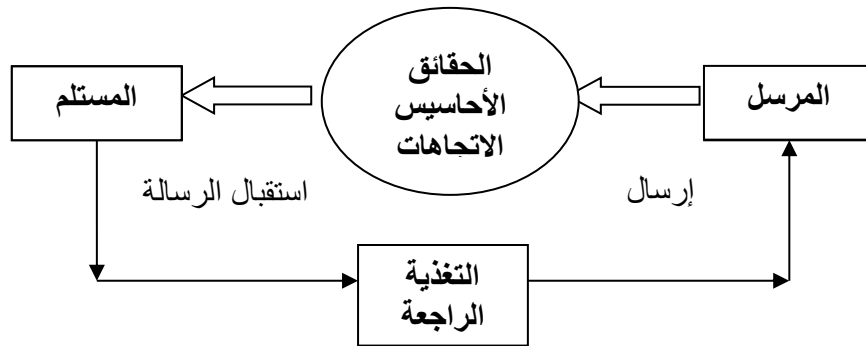 المرسل
الحقائق
الأحاسيس
الاتجاهات
المستلم
إرسال
استقبال الرسالة
التغذية
الراجعة